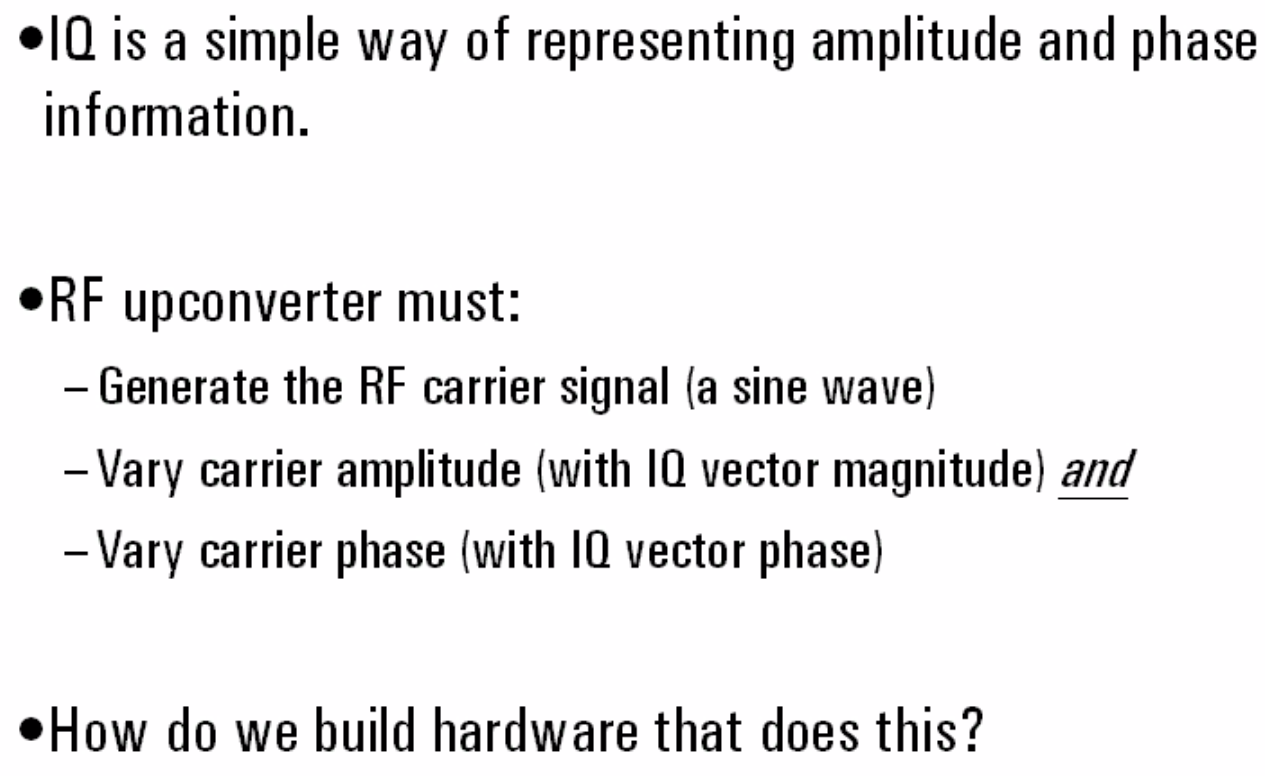 •IQ is a simple way of representing amplitude and phase
information.
•RF upconverter must:
– Generate the RF carrier signal (a sine wave)
– Vary carrier amplitude (with IQ vector magnitude) and
– Vary carrier phase (with IQ vector phase)
•How do we build hardware that does this?